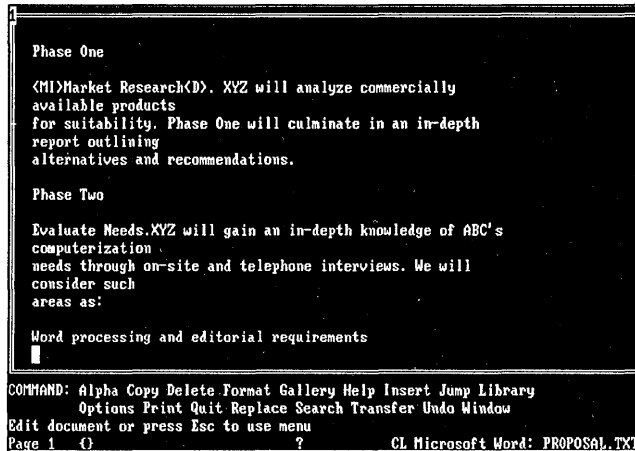 1
Phase One
<MI>Market Research<D>. XYZ will analyze commercially
available products
for suitability. Phase One will culminate in an in-depth
report outlining
alternatives and recommendations.
Phase Two
Evaluate Needs.XYZ will gain an in-depth knowledge of ABC's
computerization
needs through on-site and telephone interviews. We will
consider such
areas as:
Word processing and editorial requirements
COMMAND: Alpha Copy Delete Format Gallery Help Insert Jump Library
Options Print Quit Replace Search Transfer Undo Window
Edit document or press Esc to use menu
Page 1 {} ? CL Microsoft Word: PROPOSAL.TXT